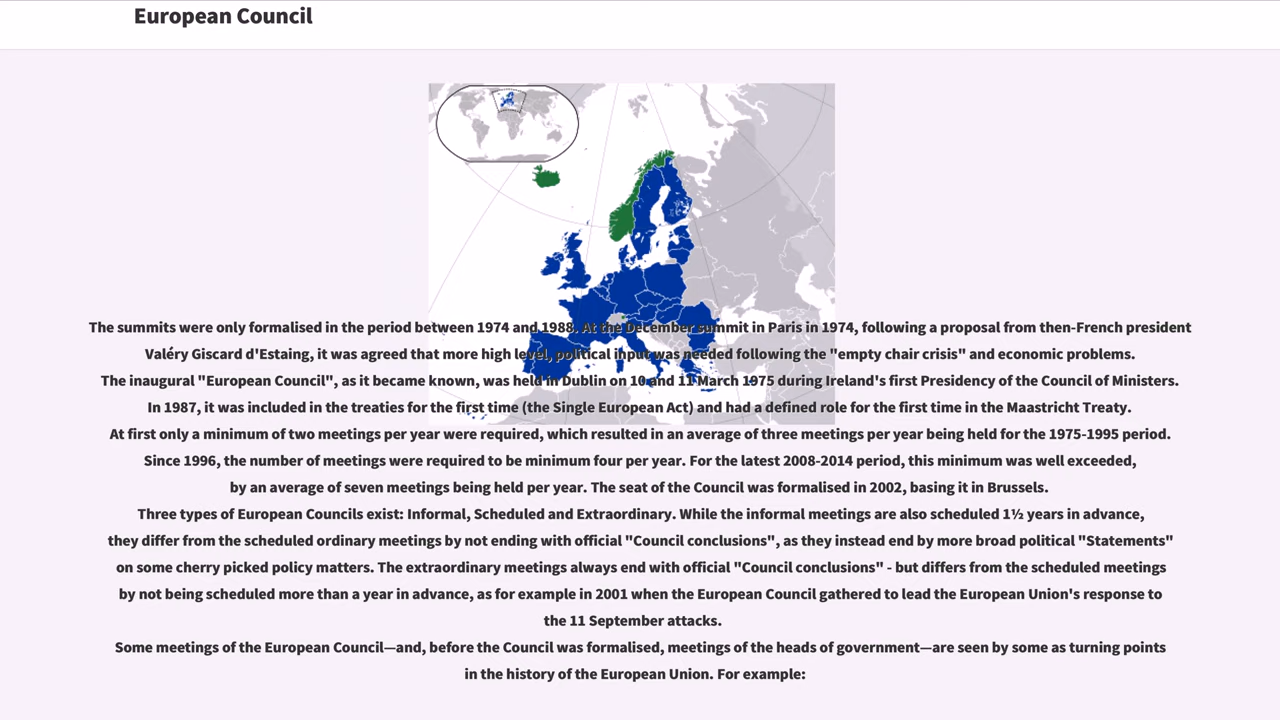 European Council
The summits were only formalised in the period between 1974 and 1988. At the December summit in Paris in 1974, following a proposal from then-French president
Valéry Giscard d'Estaing, it was agreed that more high level, political input was needed following the "empty chair crisis" and economic problems.
The inaugural "European Council", as it became known, was held in Dublin on 10 and 11 March 1975 during Ireland's first Presidency of the Council of Ministers.
In 1987, it was included in the treaties for the first time (the Single European Act) and had a defined role for the first time in the Maastricht Treaty.
At first only a minimum of two meetings per year were required, which resulted in an average of three meetings per year being held for the 1975-1995 period.
Since 1996, the number of meetings were required to be minimum four per year. For the latest 2008-2014 period, this minimum was well exceeded,
by an average of seven meetings being held per year. The seat of the Council was formalised in 2002, basing it in Brussels.
Three types of European Councils exist: Informal, Scheduled and Extraordinary. While the informal meetings are also scheduled 1½ years in advance,
they differ from the scheduled ordinary meetings by not ending with official "Council conclusions", as they instead end by more broad political "Statements"
on some cherry picked policy matters. The extraordinary meetings always end with official "Council conclusions" - but differs from the scheduled meetings
by not being scheduled more than a year in advance, as for example in 2001 when the European Council gathered to lead the European Union's response to
the 11 September attacks.
Some meetings of the European Council—and, before the Council was formalised, meetings of the heads of government—are seen by some as turning points
in the history of the European Union. For example: